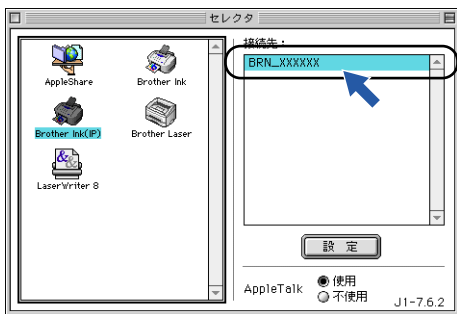 セレクタ
AppleShare
Brother Ink
Brother Ink(IP)
Brother Laser
LaserWriter 8
接続先：
BRN_XXXXXX
設 定
AppleTalk
使用
不使用
J1-7.6.2